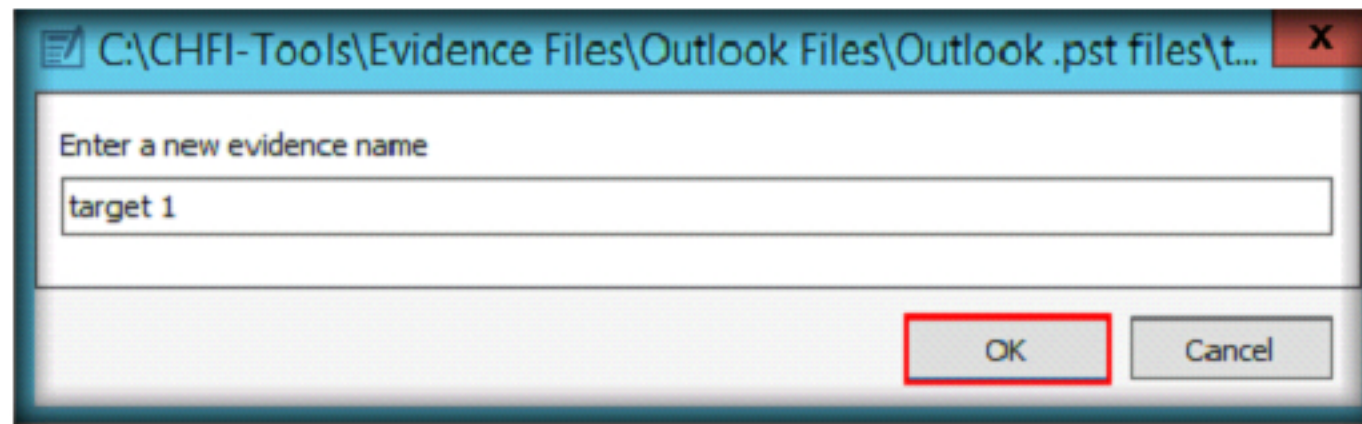 C:\CHFI-Tools\Evidence Files\Outlook Files\Outlook .pst files\t... X
Enter a new evidence name
target 1
OK Cancel